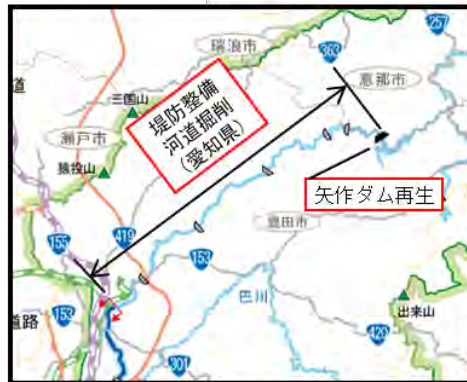 257
瑞浪市
363
恵那市
道
三国山
堤防整備
河道掘削
(愛知県)
瀬戸市
猿投山
矢作ダム再生
豊田市
155
419
153
巴川
153
道路
出来山
420
301